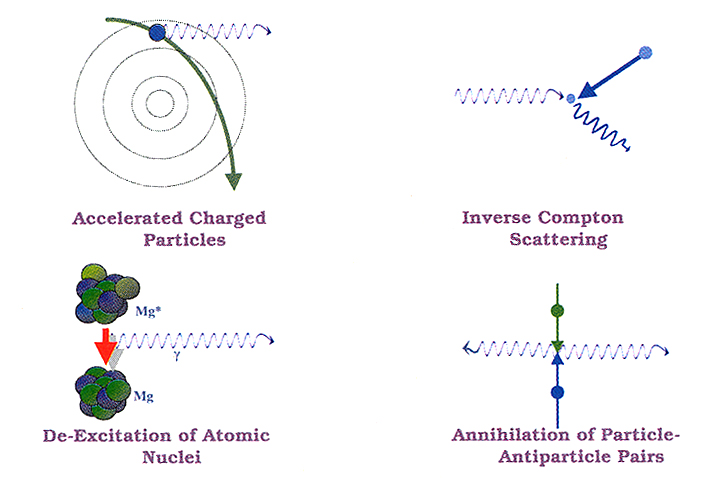 Accelerated Charged
Particles
Inverse Compton
Scattering
Mg*
γ
Mg
De-Excitation of Atomic
Nuclei
Annihilation of Particle-
Antiparticle Pairs